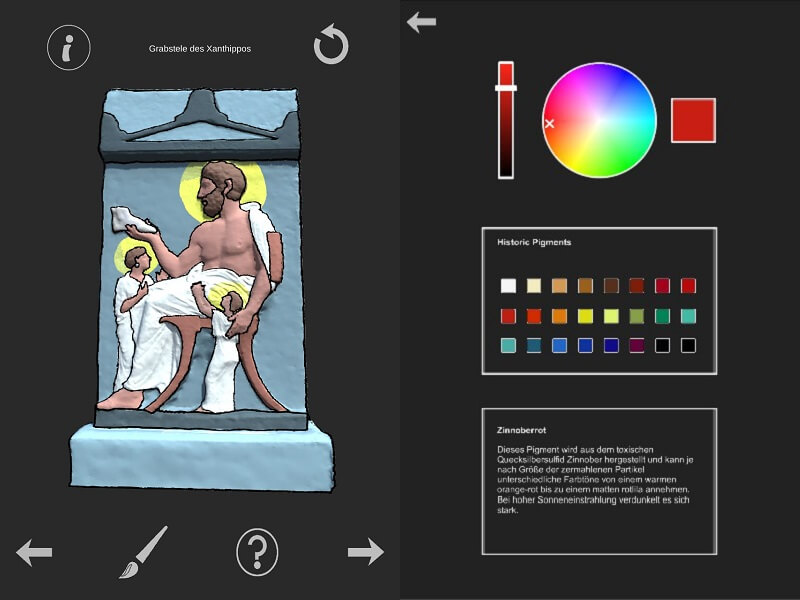 Grabstele des Xanthippos
Historic Pigments
Zinnoberrot
Dieses Pigment wird aus dem toxischen
Quecksilbersulfid Zinnober hergestellt und kann je
nach Größe der zermahlenen Partikel
unterschiedliche Farbtöne von einem warmen
orange-rot bis zu einem matten rotlila annehmen.
Bei hoher Sonneneinstrahlung verdunkelt es sich
stark.